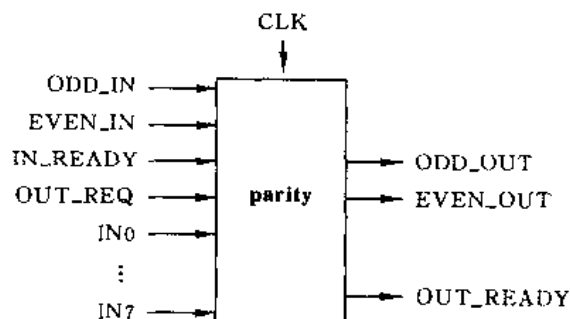 CLK
ODD_IN
EVEN_IN
IN_READY
OUT_REQ
IN0
⋮
IN7
parity
ODD_OUT
EVEN_OUT
OUT_READY